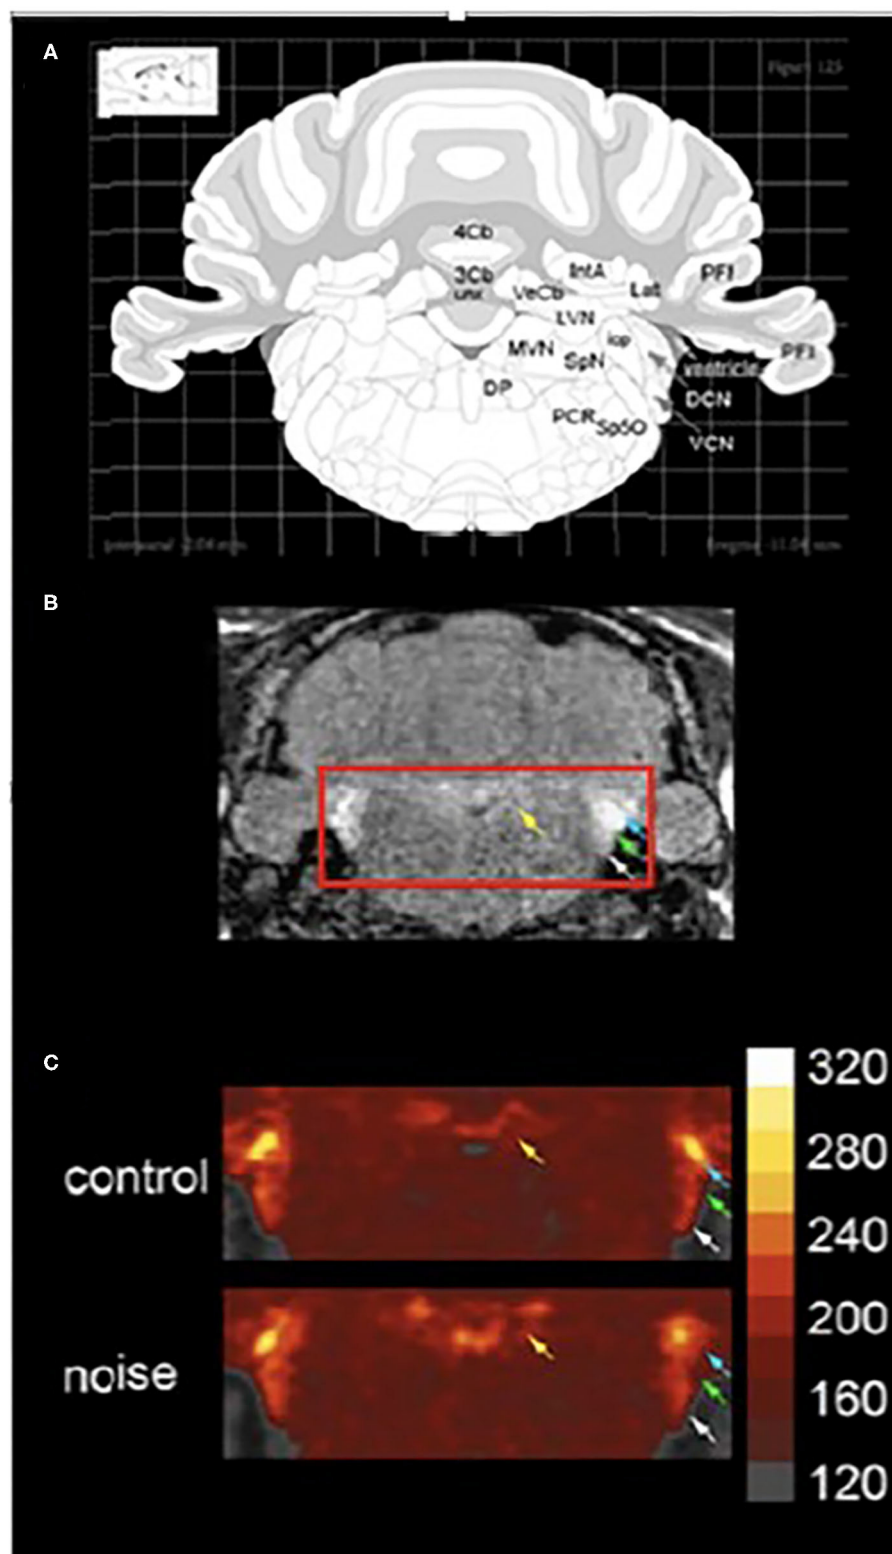 A
Figure 125
4Cb
IntA
PFl
3Cb
VeCb
Lat
LVN
icp
MVN
SpN
PFl
ventricle
DP
DCN
PCR
Sp5O
VCN
B
C
320
280
control
240
200
noise
160
120